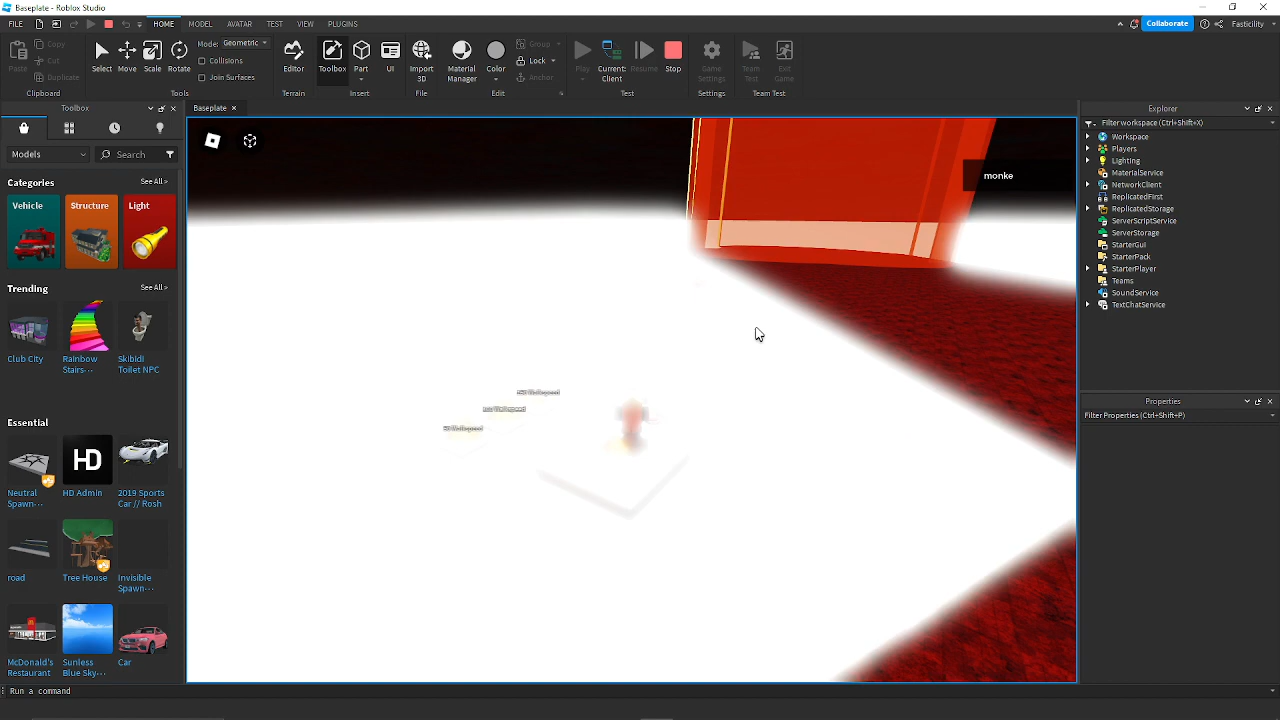 Baseplate - Roblox Studio
FILE HOME MODEL AVATAR TEST VIEW PLUGINS Collaborate Fasticility
Paste Copy Cut Duplicate Select Move Scale Rotate Mode: Geometric Collisions Join Surfaces Editor Toolbox Part UI Import 3D Material Manager Color Group Lock Anchor Play Current: Client Resume Stop Game Settings Team Test Exit Game
Clipboard Tools Terrain Insert File Edit Test Settings Team Test
Toolbox
Models Search
Categories See All >
Vehicle Structure Light
Trending See All >
Club City
Rainbow Stairs...
Skibidi Toilet NPC
Essential See All >
HD
Neutral Spawn...
HD Admin
2019 Sports Car // Rosh
road
Tree House
Invisible Spawn...
McDonald's Restaurant
Sunless Blue Sky...
Car
Run a command
Baseplate ×
monke
Explorer
Filter workspace (Ctrl+Shift+X)
Workspace
Players
Lighting
MaterialService
NetworkClient
ReplicatedFirst
ReplicatedStorage
ServerScriptService
ServerStorage
StarterGui
StarterPack
StarterPlayer
Teams
SoundService
TextChatService
Properties
Filter Properties (Ctrl+Shift+P)